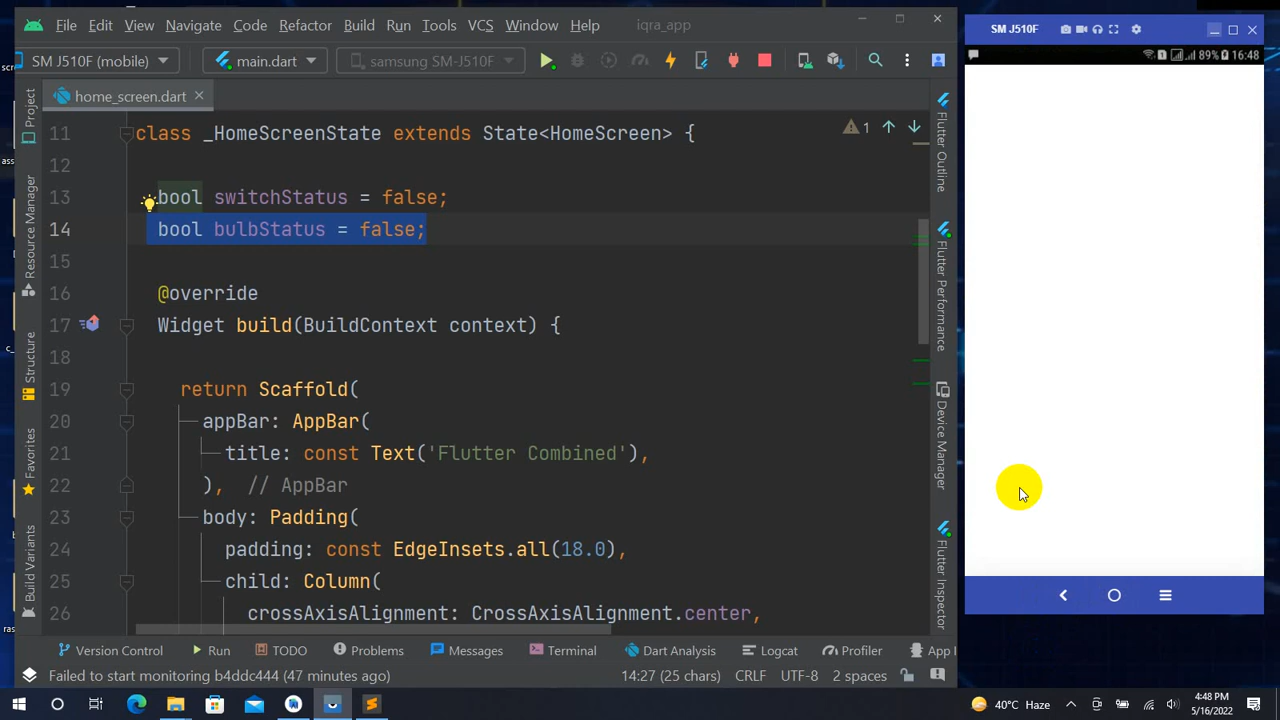 File Edit View Navigate Code Refactor Build Run Tools VCS Window Help iqra_app
SM J510F (mobile) main.dart samsung SM-J510F
home_screen.dart
11 class _HomeScreenState extends State<HomeScreen> {
1
12
13 bool switchStatus = false;
14 bool bulbStatus = false;
15
16 @override
17 Widget build(BuildContext context) {
18
19 return Scaffold(
20 appBar: AppBar(
21 title: const Text('Flutter Combined'),
22 ), // AppBar
23 body: Padding(
24 padding: const EdgeInsets.all(18.0),
25 child: Column(
26 crossAxisAlignment: CrossAxisAlignment.center,
Project
Resource Manager
Structure
Favorites
Build Variants
Flutter Outline
Flutter Performance
Device Manager
Flutter Inspector
Version Control Run TODO Problems Messages Terminal Dart Analysis Logcat Profiler App I
Failed to start monitoring b4ddc444 (47 minutes ago) 14:27 (25 chars) CRLF UTF-8 2 spaces
SM J510F
89% 16:48
40°C Haze
4:48 PM
5/16/2022